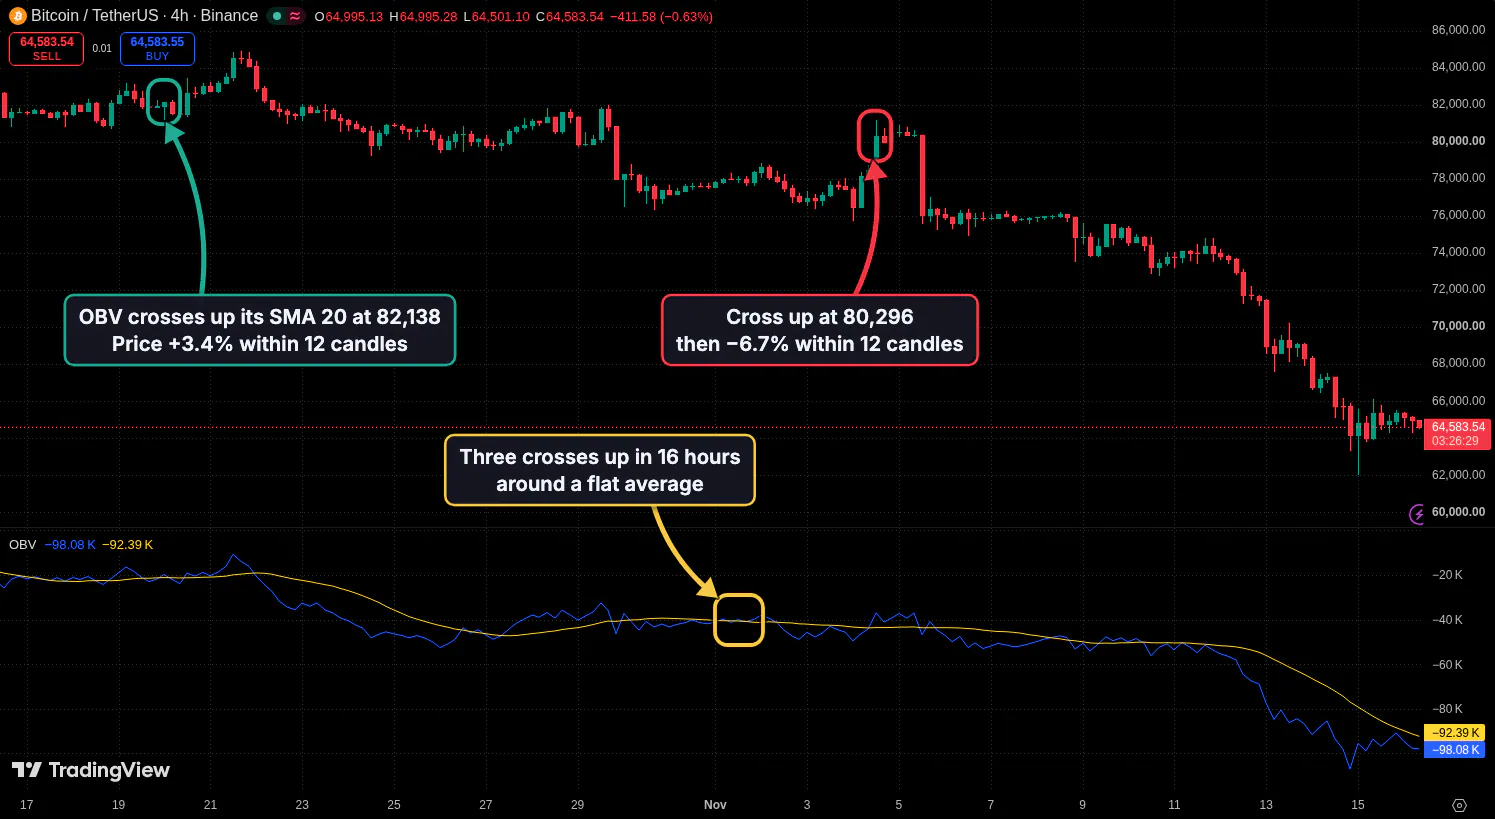 Bitcoin / TetherUS · 4h · Binance
O64,995.13 H64,995.28 L64,501.10 C64,583.54 −411.58 (−0.63%)
64,583.54
SELL
0.01
64,583.55
BUY
86,000.00
84,000.00
82,000.00
80,000.00
78,000.00
76,000.00
74,000.00
72,000.00
70,000.00
68,000.00
66,000.00
64,583.54
03:26:29
62,000.00
60,000.00
OBV crosses up its SMA 20 at 82,138
Price +3.4% within 12 candles
Cross up at 80,296
then −6.7% within 12 candles
Three crosses up in 16 hours
around a flat average
OBV −98.08 K −92.39 K
−20 K
−40 K
−60 K
−80 K
−92.39 K
−98.08 K
TradingView
17 19 21 23 25 27 29 Nov 3 5 7 9 11 13 15